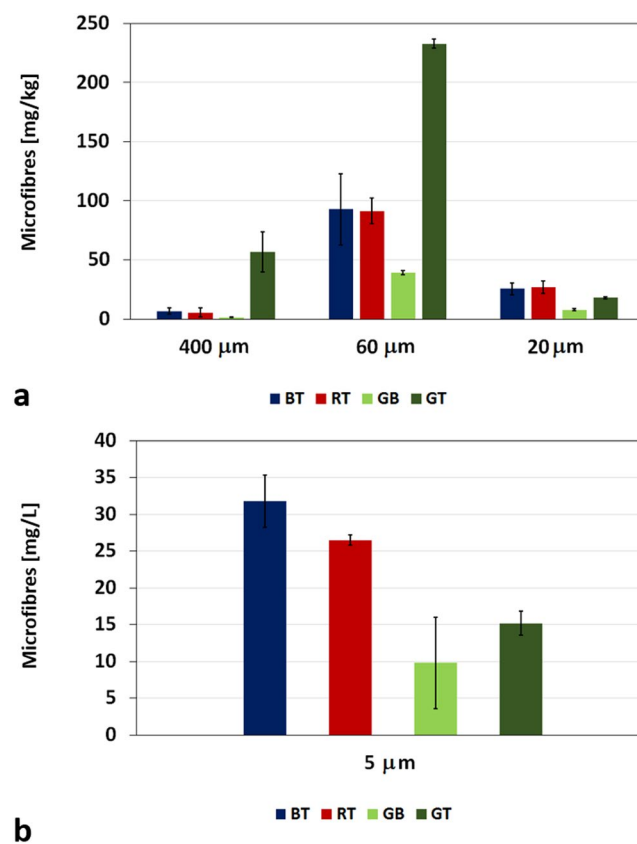 Microfibres [mg/kg]
250
200
150
100
50
0
400 μm 60 μm 20 μm
a
BT RT GB GT
Microfibres [mg/L]
40
35
30
25
20
15
10
5
0
5 μm
BT RT GB GT
b